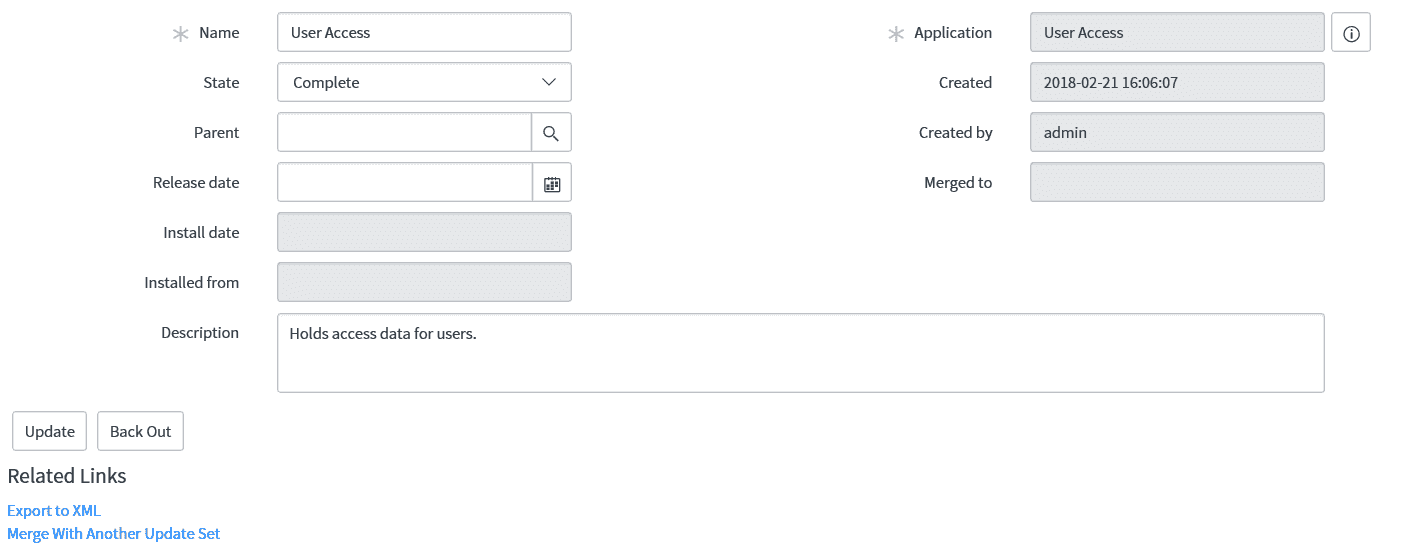 Name User Access Application User Access
State Complete Created 2018-02-21 16:06:07
Parent Created by admin
Release date Merged to
Install date
Installed from
Description Holds access data for users.
Update Back Out
Related Links
Export to XML
Merge With Another Update Set